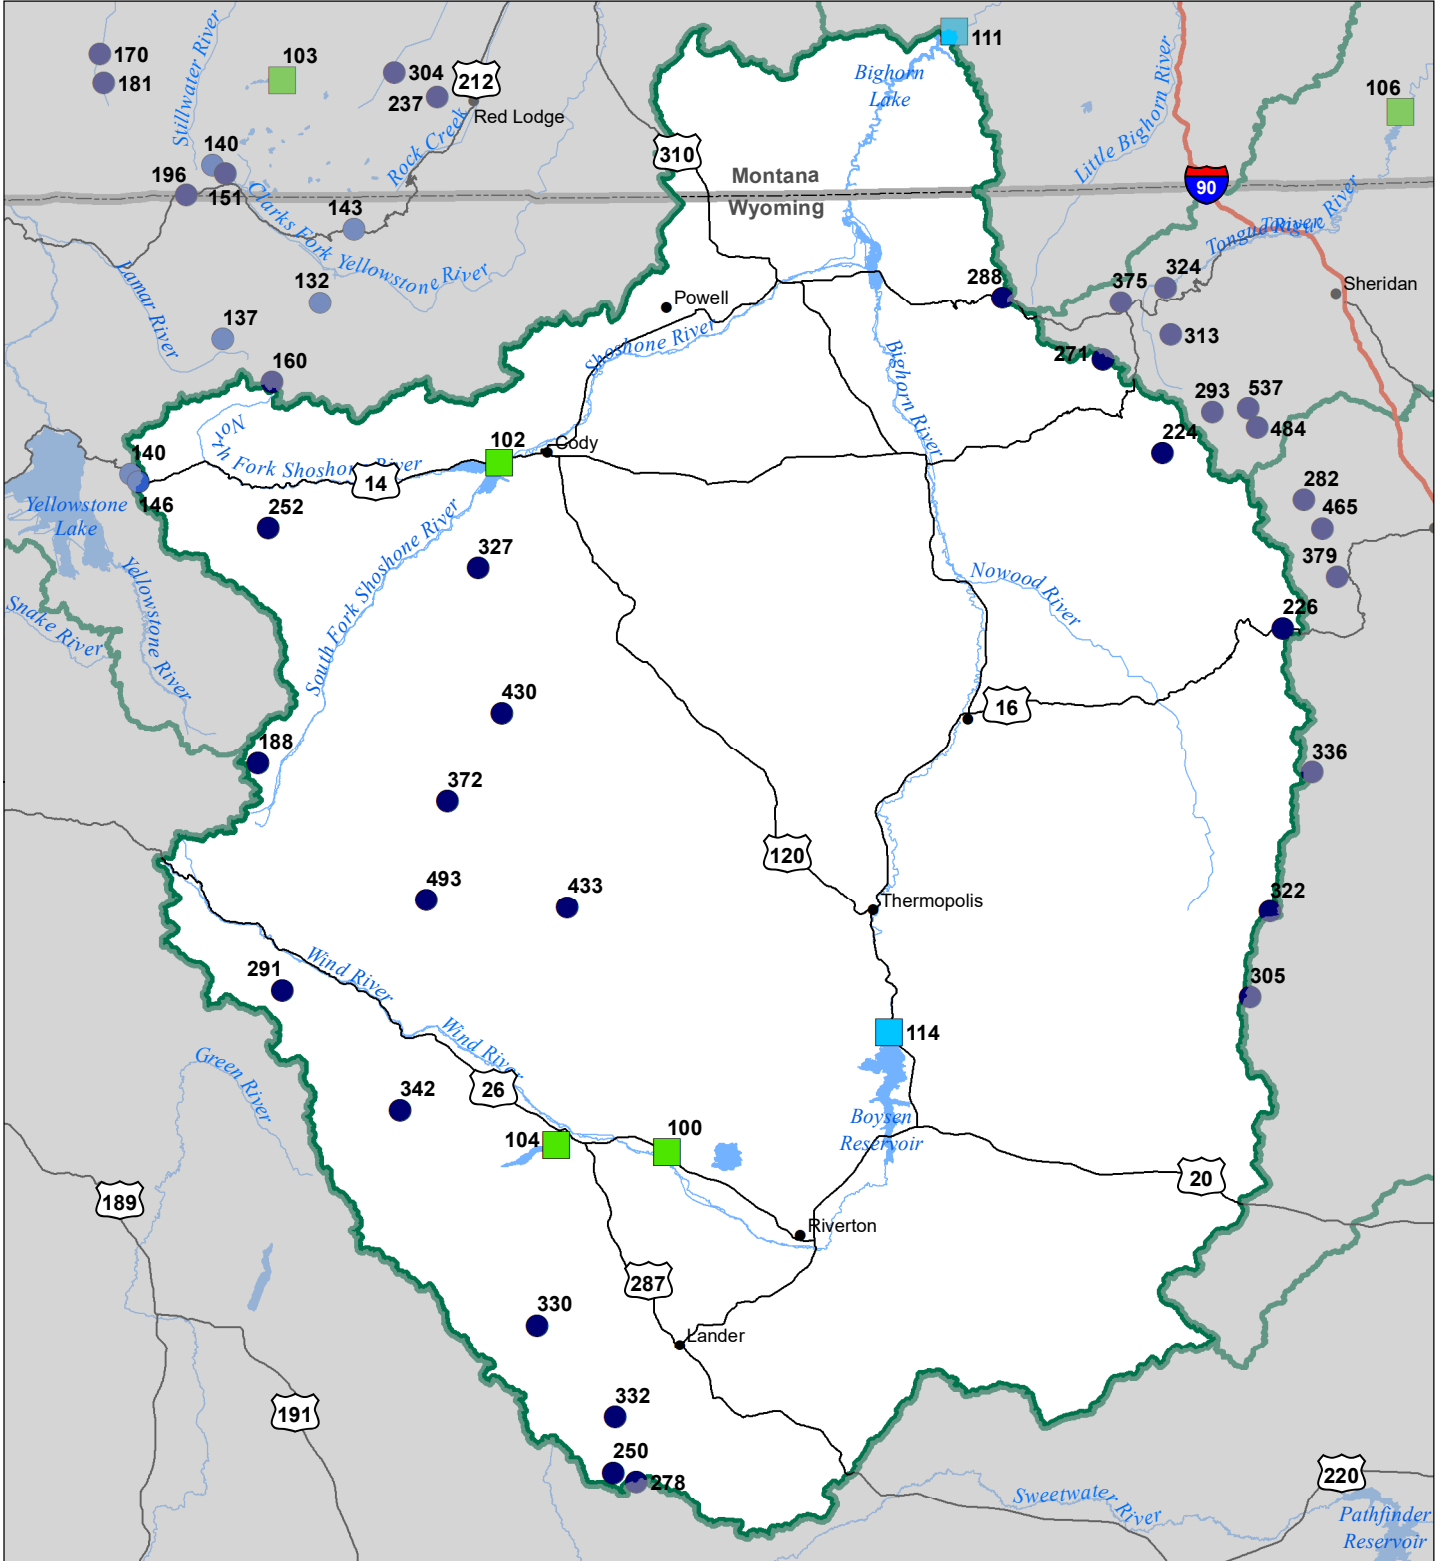 170
181
103
304
237
212
Red Lodge
Stillwater River
Rock Creek
111
Bighorn
Lake
Little Bighorn River
106
140
196
151
143
Clarks Fork Yellowstone River
310
Montana
Wyoming
90
Tongue River
Tongue River
132
137
Lamar River
160
Powell
Shoshone River
288
375
324
Sheridan
313
271
Bighorn River
293
537
484
224
North Fork Shoshone River
102
Cody
14
140
146
Yellowstone
Lake
252
282
465
379
327
South Fork Shoshone River
Nowood River
Snake River
Yellowstone River
226
430
16
188
336
372
120
493
433
Thermopolis
322
291
Wind River
305
114
Wind River
Green River
342
26
104
100
Boysen
Reservoir
20
189
Riverton
287
330
Lander
191
332
250
278
220
Sweetwater River
Pathfinder
Reservoir